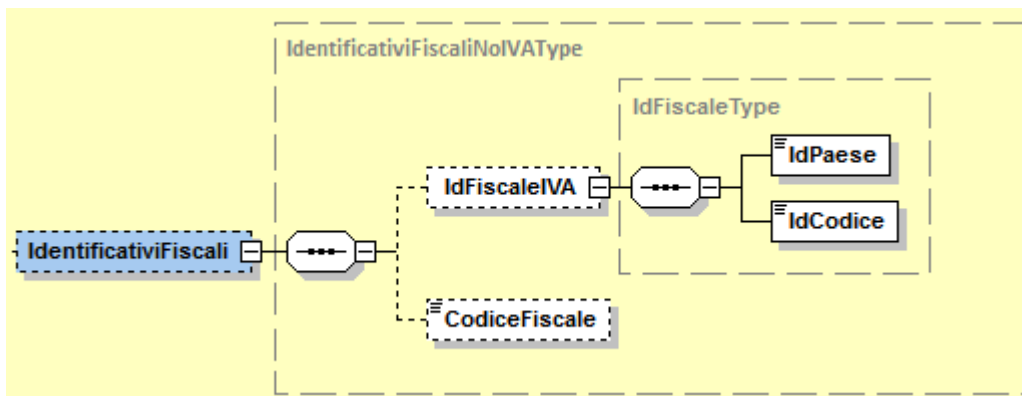 IdentificativiFiscaliNoIVAType
IdFiscaleType
IdPaese
IdFiscaleIVA
IdCodice
IdentificativiFiscali
CodiceFiscale